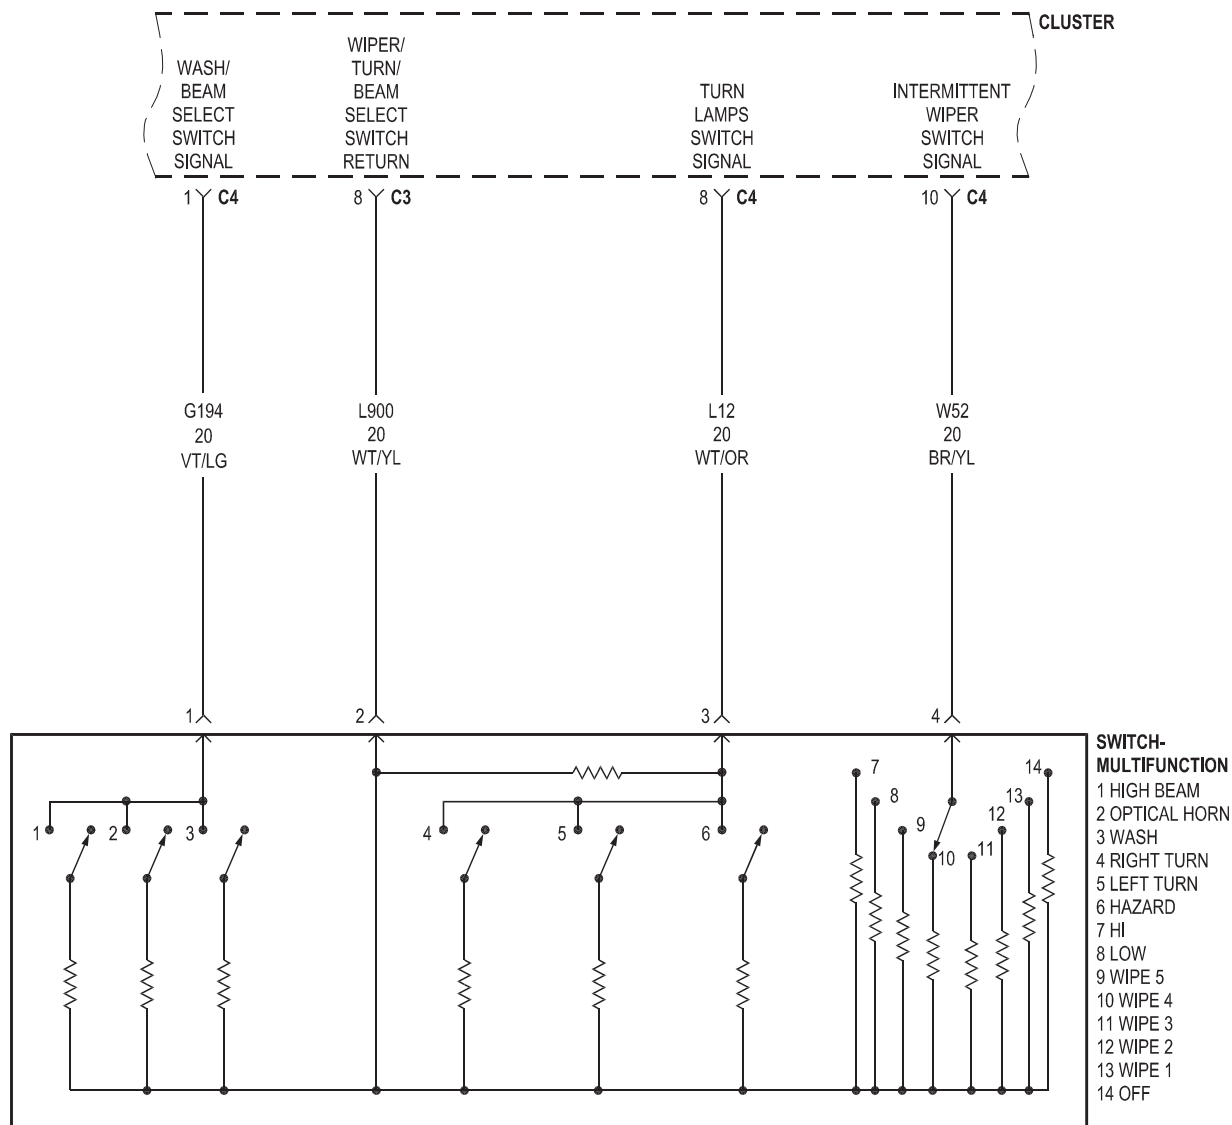 CLUSTER
WASH/
BEAM
SELECT
SWITCH
SIGNAL
WIPER/
TURN/
BEAM
SELECT
SWITCH
RETURN
TURN
LAMPS
SWITCH
SIGNAL
INTERMITTENT
WIPER
SWITCH
SIGNAL
1 C4
8 C3
8 C4
10 C4
G194
20
VT/LG
L900
20
WT/YL
L12
20
WT/OR
W52
20
BR/YL
1
2
3
4
1
2
3
4
5
6
7
8
9
10
11
12
13
14
SWITCH-
MULTIFUNCTION
1 HIGH BEAM
2 OPTICAL HORN
3 WASH
4 RIGHT TURN
5 LEFT TURN
6 HAZARD
7 HI
8 LOW
9 WIPE 5
10 WIPE 4
11 WIPE 3
12 WIPE 2
13 WIPE 1
14 OFF